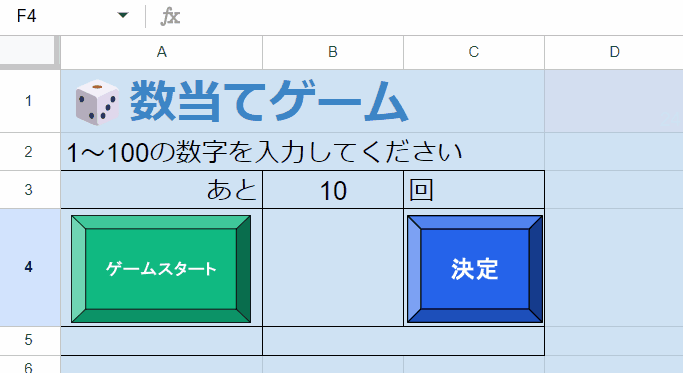 F4
fx
A B C D
1 数当てゲーム
2 1～100の数字を入力してください
3 あと 10 回
4 ゲームスタート 決定
5
6